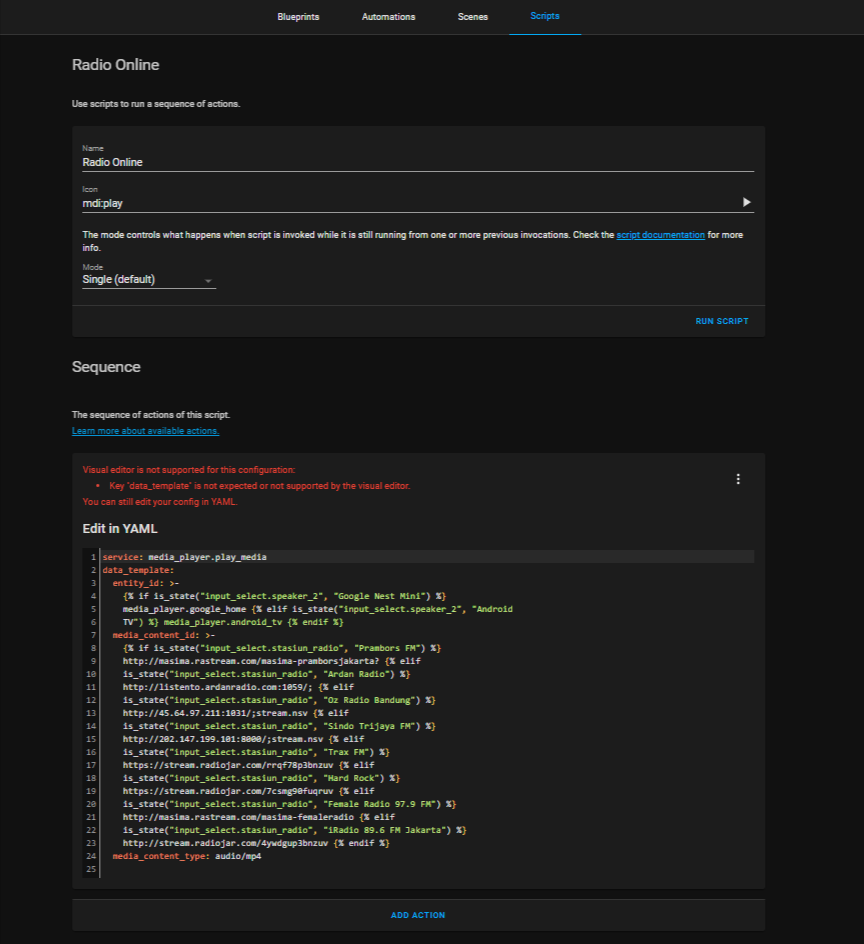 Blueprints Automations Scenes Scripts
Radio Online
Use scripts to run a sequence of actions.
Name
Radio Online
Icon
mdi:play
The mode controls what happens when script is invoked while it is still running from one or more previous invocations. Check the script documentation for more
info.
Mode
Single (default)
RUN SCRIPT
Sequence
The sequence of actions of this script.
Learn more about available actions.
Visual editor is not supported for this configuration:
• Key "data_template" is not expected or not supported by the visual editor.
You can still edit your config in YAML.
Edit in YAML
1 service: media_player.play_media
2 data_template:
3 entity_id: >-
4 {% if is_state("input_select.speaker_2", "Google Nest Mini") %}
5 media_player.google_home {% elif is_state("input_select.speaker_2", "Android
6 TV") %} media_player.android_tv {% endif %}
7 media_content_id: >-
8 {% if is_state("input_select.stasiun_radio", "Prambors FM") %}
9 http://masima.rastream.com/masima-pramborsjakarta? {% elif
10 is_state("input_select.stasiun_radio", "Ardan Radio") %}
11 http://listento.ardanradio.com:1059/; {% elif
12 is_state("input_select.stasiun_radio", "Oz Radio Bandung") %}
13 http://45.64.97.211:1031/;stream.nsv {% elif
14 is_state("input_select.stasiun_radio", "Sindo Trijaya FM") %}
15 http://202.147.199.101:8000/;stream.nsv {% elif
16 is_state("input_select.stasiun_radio", "Trax FM") %}
17 https://stream.radiojar.com/rrqf78p3bnzuv {% elif
18 is_state("input_select.stasiun_radio", "Hard Rock") %}
19 https://stream.radiojar.com/7csmg90fuqruv {% elif
20 is_state("input_select.stasiun_radio", "Female Radio 97.9 FM") %}
21 http://masima.rastream.com/masima-femaleradio {% elif
22 is_state("input_select.stasiun_radio", "iRadio 89.6 FM Jakarta") %}
23 http://stream.radiojar.com/4ywdgup3bnzuv {% endif %}
24 media_content_type: audio/mp4
25
ADD ACTION